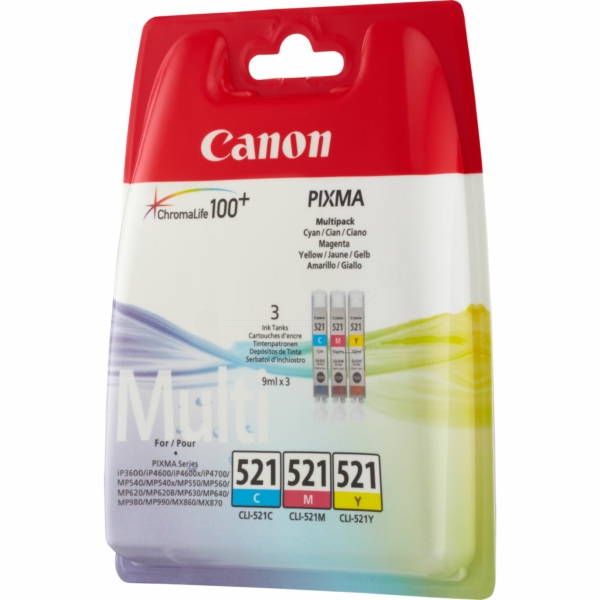 Canon
ChromaLife 100+
PIXMA
Multipack
Cyan / Cian / Ciano
Magenta
Yellow / Jaune / Gelb
Amarillo / Giallo
3
Ink Tanks
Cartouches d'encre
Tintenpatronen
Depósitos de Tinta
Serbatoi d'inchiostro
9ml x 3
521 521 521
C M Y
Multi
For / Pour
PIXMA Series
iP3600/iP4600/iP4600x/iP4700/
MP540/MP540x/MP550/MP560/
MP620/MP620B/MP630/MP640/
MP980/MP990/MX860/MX870
521 521 521
C M Y
CLI-521C CLI-521M CLI-521Y